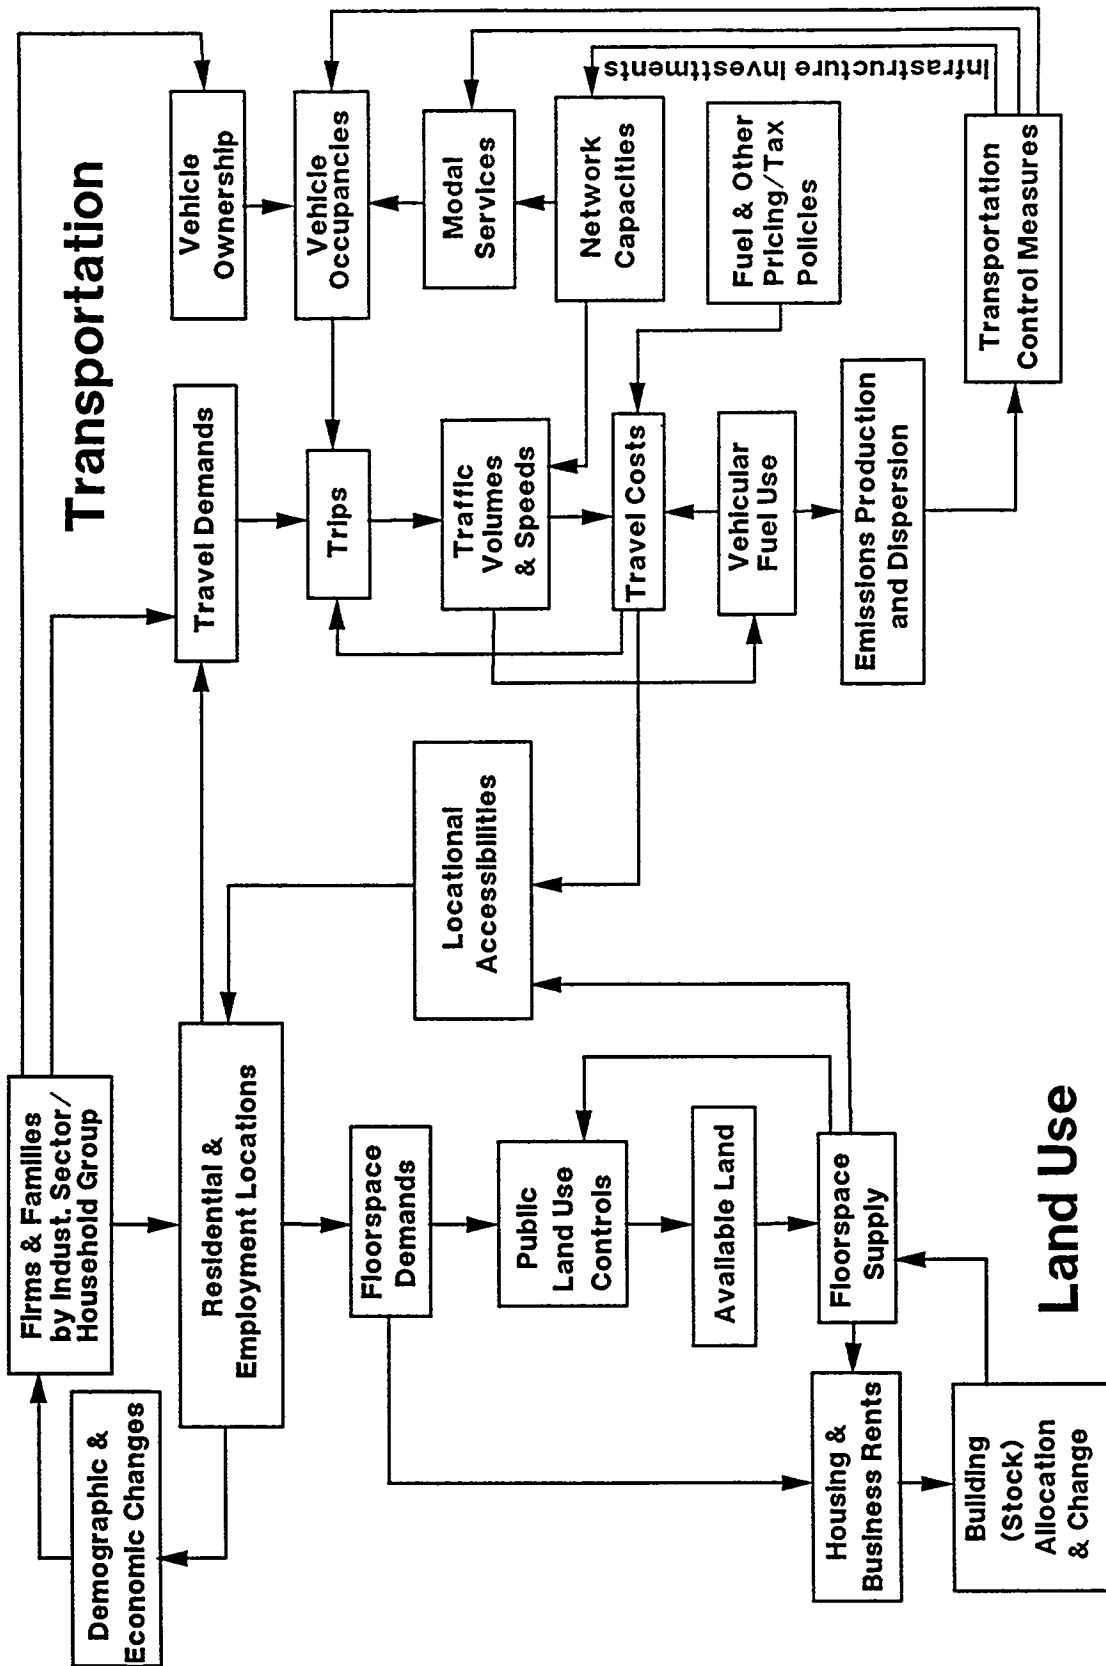 Transportation
Land Use
Demographic &
Economic Changes
Firms & Families
by Indust. Sector/
Household Group
Residential &
Employment Locations
Floorspace
Demands
Public
Land Use
Controls
Available Land
Floorspace
Supply
Housing &
Business Rents
Building
(Stock)
Allocation
& Change
Locational
Accessibilities
Travel Demands
Trips
Traffic
Volumes
& Speeds
Travel Costs
Vehicular
Fuel Use
Emissions Production
and Dispersion
Vehicle
Ownership
Vehicle
Occupancies
Modal
Services
Network
Capacities
Fuel & Other
Pricing/Tax
Policies
Transportation
Control Measures
Infrastructure Investtments